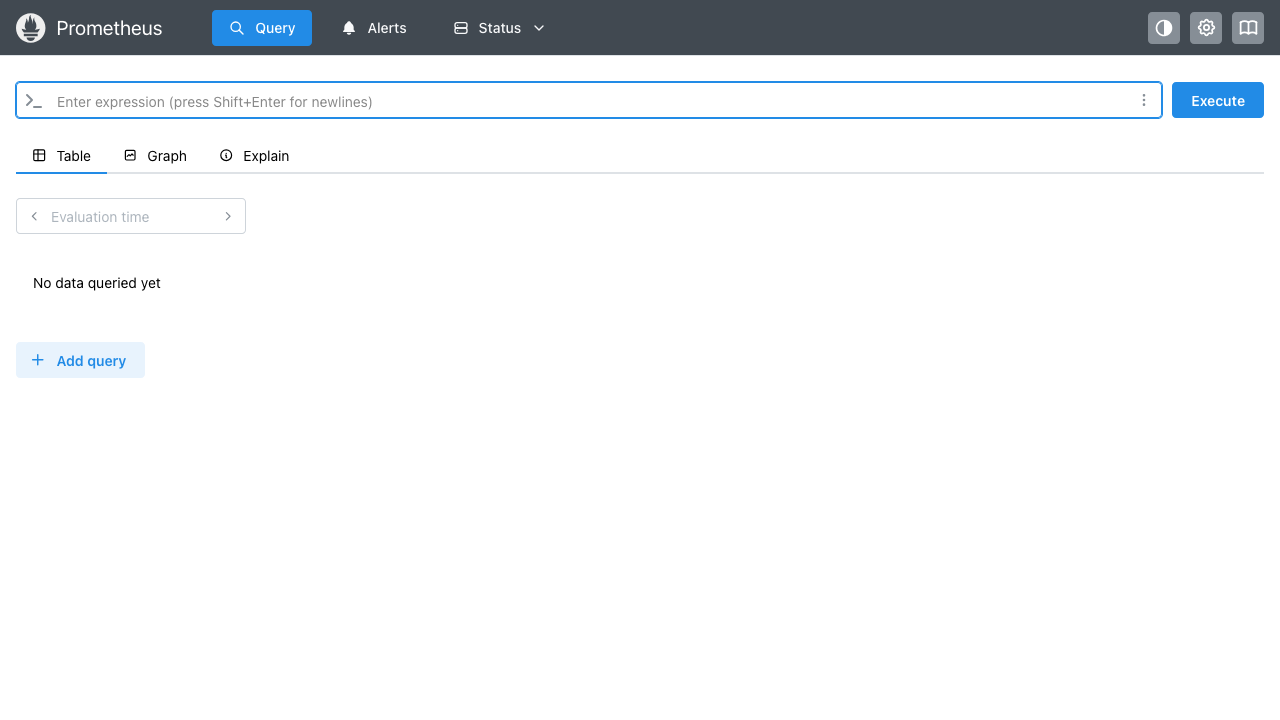 Prometheus
Query
Alerts
Status
Enter expression (press Shift+Enter for newlines)
Execute
Table
Graph
Explain
Evaluation time
No data queried yet
Add query